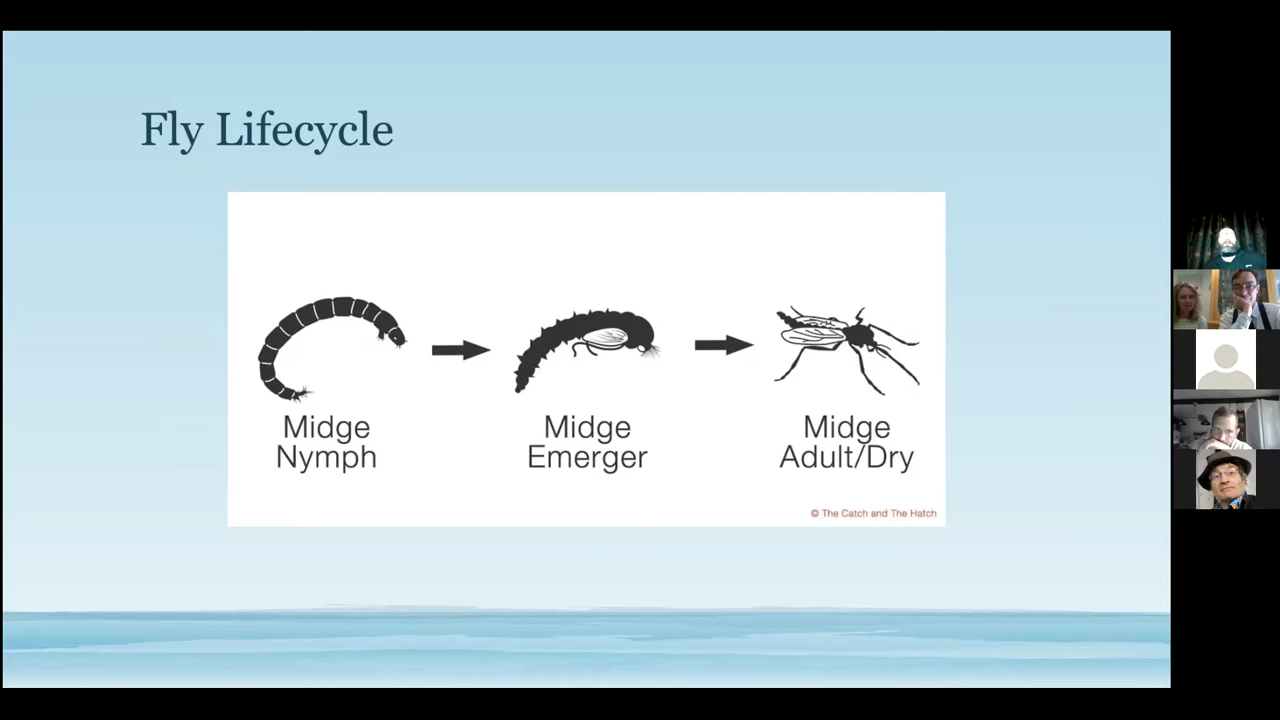 Fly Lifecycle
Midge
Nymph
Midge
Emerger
Midge
Adult/Dry
© The Catch and The Hatch